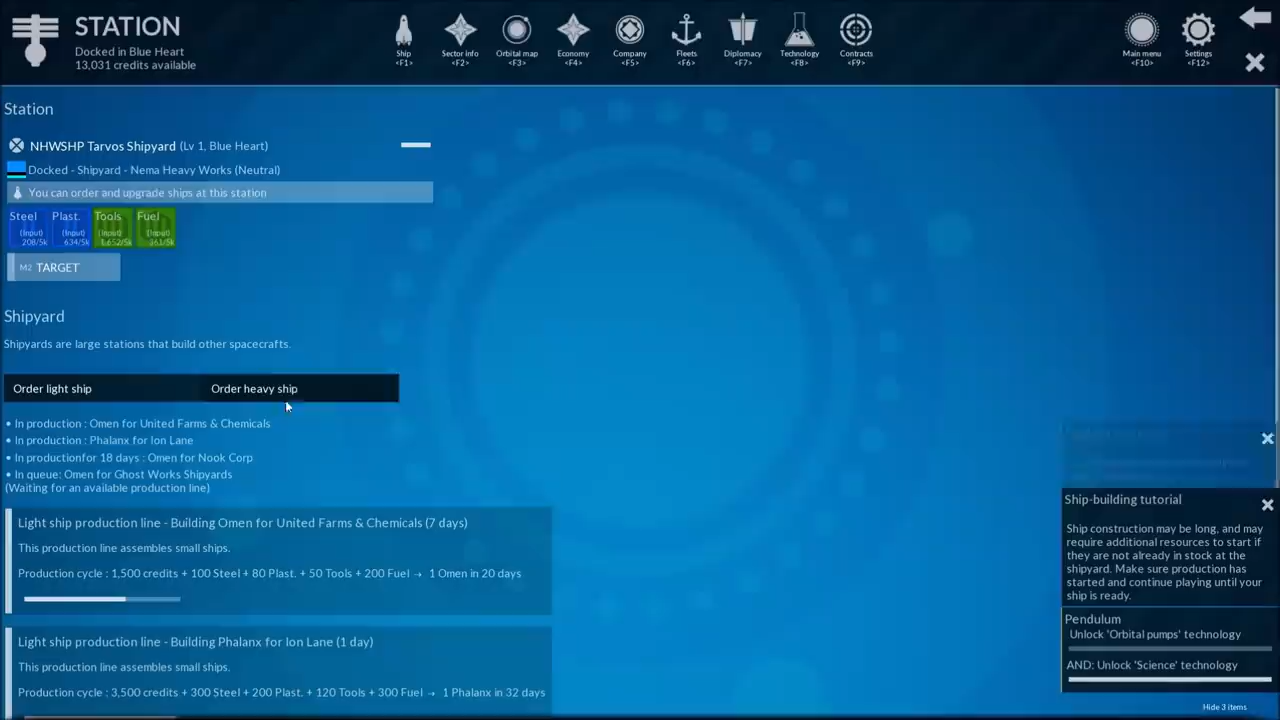 STATION
Docked in Blue Heart
13,031 credits available
Ship
<F1>
Sector info
<F2>
Orbital map
<F3>
Economy
<F4>
Company
<F5>
Fleets
<F6>
Diplomacy
<F7>
Technology
<F8>
Contracts
<F9>
Main menu
<F10>
Settings
<F12>
Station
NHWSHP Tarvos Shipyard (Lv 1, Blue Heart)
Docked - Shipyard - Nema Heavy Works (Neutral)
You can order and upgrade ships at this station
Steel Plast. Tools Fuel
(Input) (Input) (Input) (Input)
208/5k 634/5k 1,652/5k 361/5k
M2 TARGET
Shipyard
Shipyards are large stations that build other spacecrafts.
Order light ship Order heavy ship
• In production : Omen for United Farms & Chemicals
• In production : Phalanx for Ion Lane
• In productionfor 18 days : Omen for Nook Corp
• In queue: Omen for Ghost Works Shipyards
(Waiting for an available production line)
Light ship production line - Building Omen for United Farms & Chemicals (7 days)
This production line assembles small ships.
Production cycle : 1,500 credits + 100 Steel + 80 Plast. + 50 Tools + 200 Fuel → 1 Omen in 20 days
Light ship production line - Building Phalanx for Ion Lane (1 day)
This production line assembles small ships.
Production cycle : 3,500 credits + 300 Steel + 200 Plast. + 120 Tools + 300 Fuel → 1 Phalanx in 32 days
Ship-building tutorial
Ship construction may be long, and may
require additional resources to start if
they are not already in stock at the
shipyard. Make sure production has
started and continue playing until your
ship is ready.
Pendulum
Unlock 'Orbital pumps' technology
AND: Unlock 'Science' technology
Hide 3 items